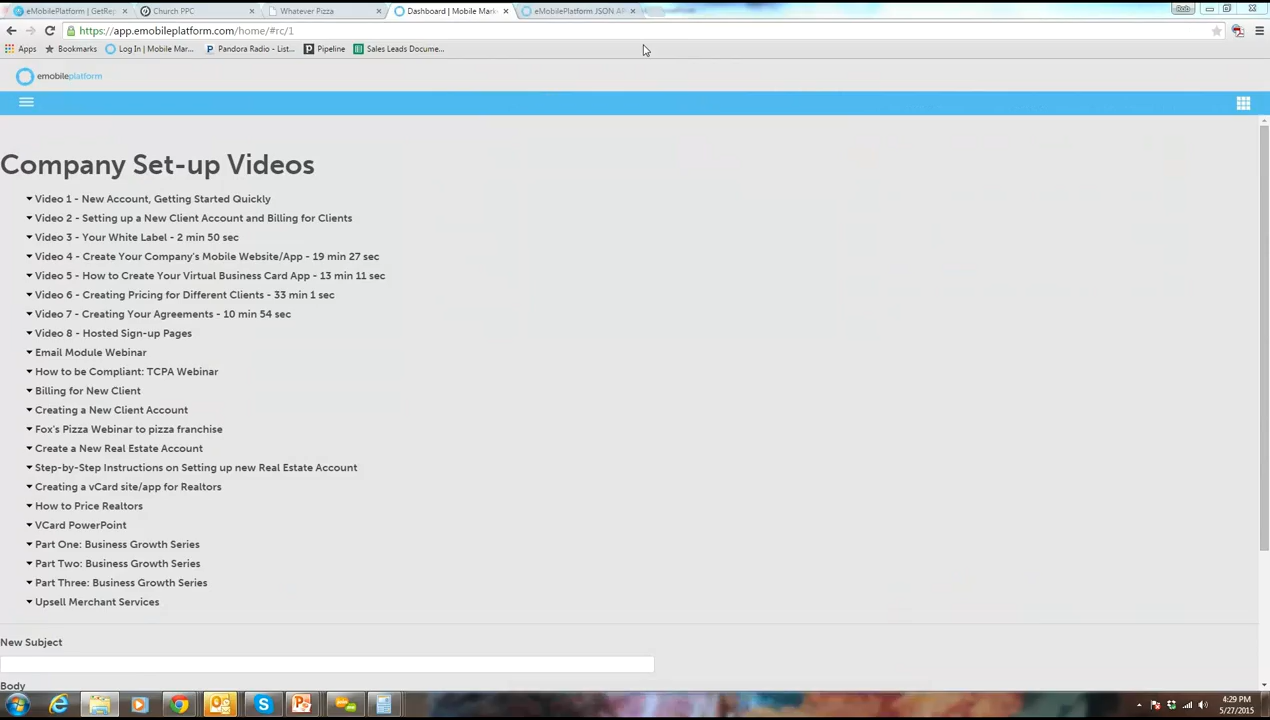 eMobilePlatform | GetRes
Church PPC
Whatever Pizza
Dashboard | Mobile Mark
eMobilePlatform JSON AP
Rob
https://app.emobileplatform.com/home/#rc/1
Apps Bookmarks Log In | Mobile Mar... Pandora Radio - List... Pipeline Sales Leads Docume...
emobileplatform
Company Set-up Videos
Video 1 - New Account, Getting Started Quickly
Video 2 - Setting up a New Client Account and Billing for Clients
Video 3 - Your White Label - 2 min 50 sec
Video 4 - Create Your Company's Mobile Website/App - 19 min 27 sec
Video 5 - How to Create Your Virtual Business Card App - 13 min 11 sec
Video 6 - Creating Pricing for Different Clients - 33 min 1 sec
Video 7 - Creating Your Agreements - 10 min 54 sec
Video 8 - Hosted Sign-up Pages
Email Module Webinar
How to be Compliant: TCPA Webinar
Billing for New Client
Creating a New Client Account
Fox's Pizza Webinar to pizza franchise
Create a New Real Estate Account
Step-by-Step Instructions on Setting up new Real Estate Account
Creating a vCard site/app for Realtors
How to Price Realtors
VCard PowerPoint
Part One: Business Growth Series
Part Two: Business Growth Series
Part Three: Business Growth Series
Upsell Merchant Services
New Subject
Body
4:29 PM
5/27/2015